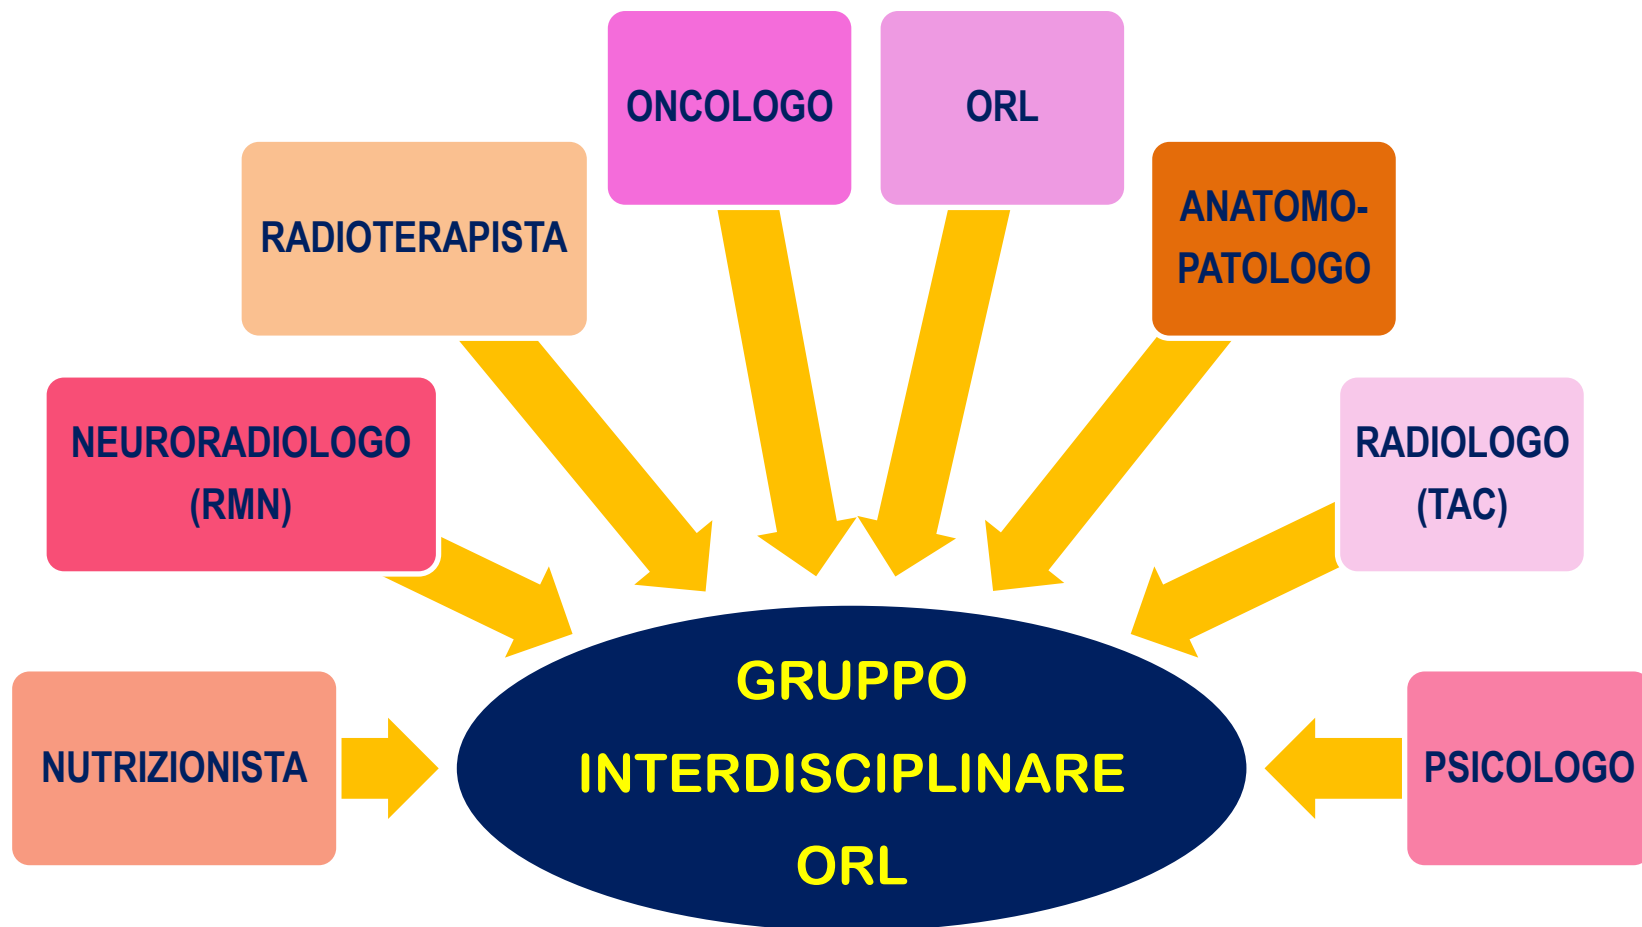 ONCOLOGO
ORL
RADIOTERAPISTA
ANATOMO-
PATOLOGO
NEURORADIOLOGO
(RMN)
RADIOLOGO
(TAC)
NUTRIZIONISTA
GRUPPO
INTERDISCIPLINARE
ORL
PSICOLOGO